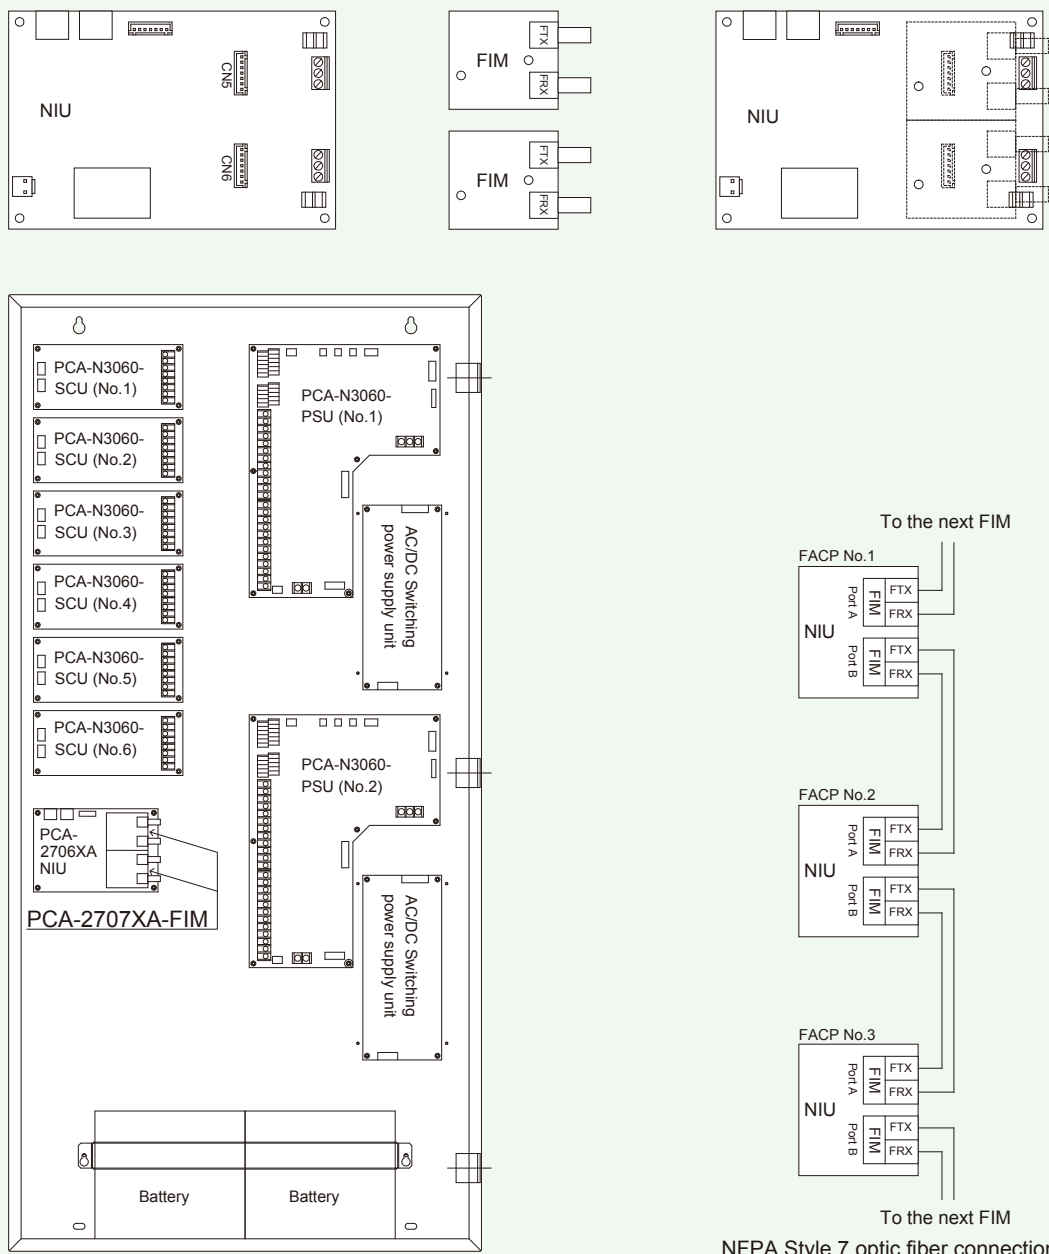 NIU
CN5
CN6
FTX
FIM
FRX
FTX
FIM
FRX
NIU
PCA-N3060-
SCU (No.1)
PCA-N3060-
SCU (No.2)
PCA-N3060-
SCU (No.3)
PCA-N3060-
SCU (No.4)
PCA-N3060-
SCU (No.5)
PCA-N3060-
SCU (No.6)
PCA-
2706XA
NIU
PCA-2707XA-FIM
PCA-N3060-
PSU (No.1)
AC/DC Switching
power supply unit
PCA-N3060-
PSU (No.2)
AC/DC Switching
power supply unit
Battery
Battery
To the next FIM
FACP No.1
NIU
Port A
FIM
FTX
FRX
Port B
FIM
FTX
FRX
FACP No.2
NIU
Port A
FIM
FTX
FRX
Port B
FIM
FTX
FRX
FACP No.3
NIU
Port A
FIM
FTX
FRX
Port B
FIM
FTX
FRX
To the next FIM
NFPA Style 7 optic fiber connection